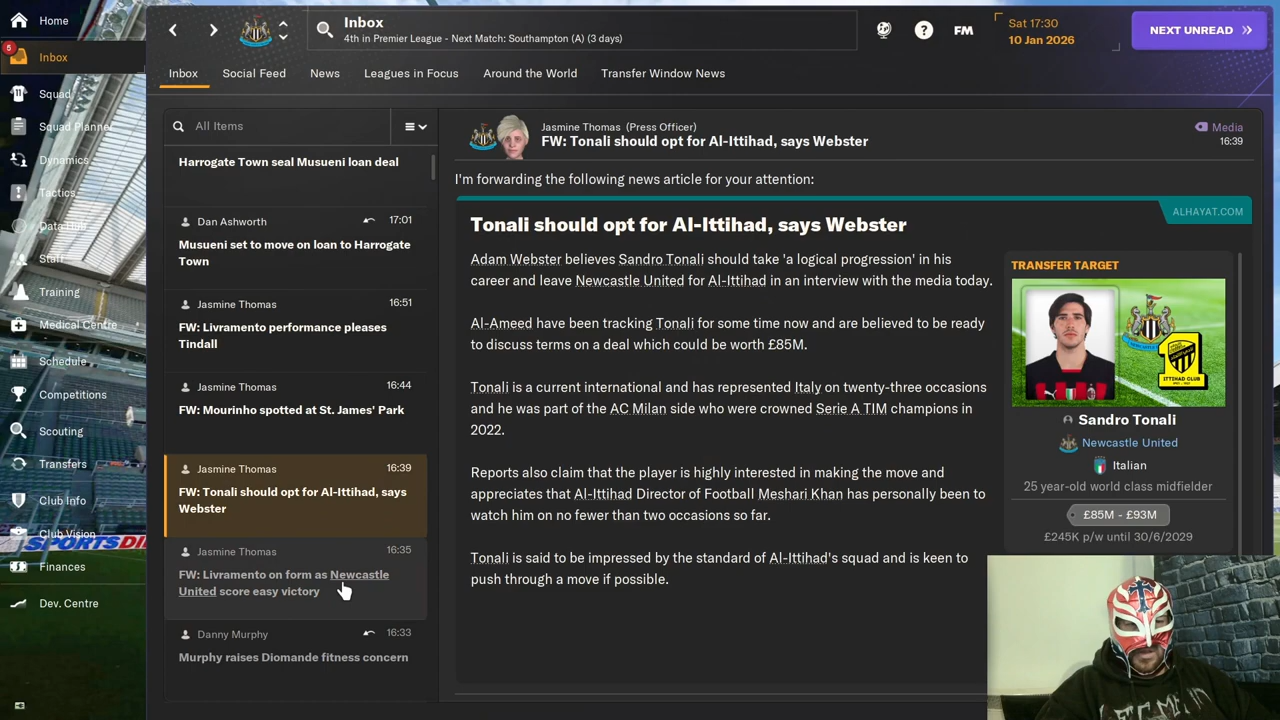 Home
5
Inbox
Squad
Squad Planner
Dynamics
Tactics
Data Hub
Staff
Training
Medical Centre
Schedule
Competitions
Scouting
Transfers
Club Info
Club Vision
Finances
Dev. Centre
Inbox
4th in Premier League - Next Match: Southampton (A) (3 days)
FM
Sat 17:30
10 Jan 2026
NEXT UNREAD
Inbox
Social Feed
News
Leagues in Focus
Around the World
Transfer Window News
All Items
Harrogate Town seal Musueni loan deal
Dan Ashworth
17:01
Musueni set to move on loan to Harrogate
Town
Jasmine Thomas
16:51
FW: Livramento performance pleases
Tindall
Jasmine Thomas
16:44
FW: Mourinho spotted at St. James' Park
Jasmine Thomas
16:39
FW: Tonali should opt for Al-Ittihad, says
Webster
Jasmine Thomas
16:35
FW: Livramento on form as Newcastle
United score easy victory
Danny Murphy
16:33
Murphy raises Diomande fitness concern
Jasmine Thomas (Press Officer)
FW: Tonali should opt for Al-Ittihad, says Webster
Media
16:39
I'm forwarding the following news article for your attention:
ALHAYAT.COM
Tonali should opt for Al-Ittihad, says Webster
Adam Webster believes Sandro Tonali should take 'a logical progression' in his
career and leave Newcastle United for Al-Ittihad in an interview with the media today.
Al-Ameed have been tracking Tonali for some time now and are believed to be ready
to discuss terms on a deal which could be worth £85M.
Tonali is a current international and has represented Italy on twenty-three occasions
and he was part of the AC Milan side who were crowned Serie A TIM champions in
2022.
Reports also claim that the player is highly interested in making the move and
appreciates that Al-Ittihad Director of Football Meshari Khan has personally been to
watch him on no fewer than two occasions so far.
Tonali is said to be impressed by the standard of Al-Ittihad's squad and is keen to
push through a move if possible.
TRANSFER TARGET
Sandro Tonali
Newcastle United
Italian
25 year-old world class midfielder
£85M - £93M
£245K p/w until 30/6/2029